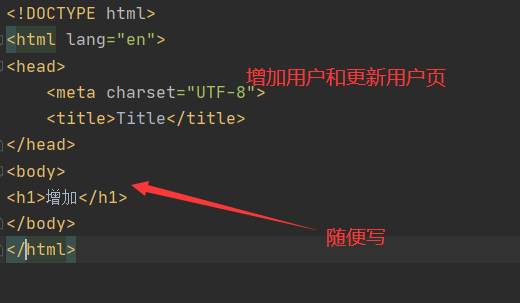 <!DOCTYPE html>
<html lang="en">
<head>
增加用户和更新用户页
    <meta charset="UTF-8">
    <title>Title</title>
</head>
<body>
<h1>增加</h1>
</body>
随便写
</html>